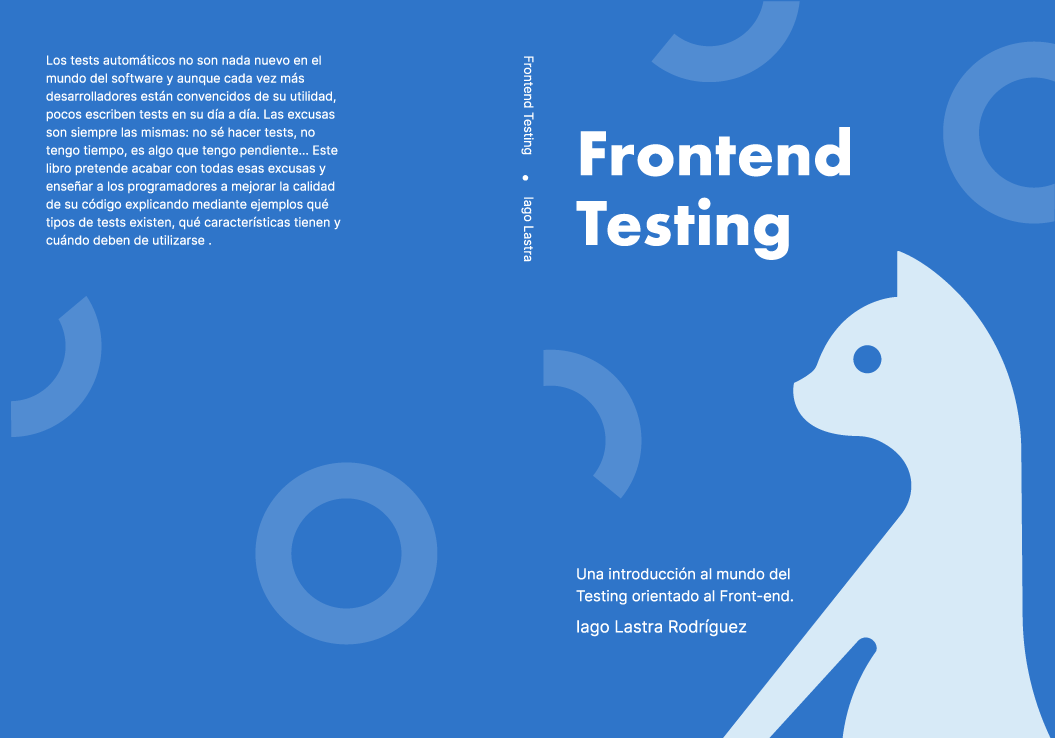 Los tests automáticos no son nada nuevo en el
mundo del software y aunque cada vez más
desarrolladores están convencidos de su utilidad,
pocos escriben tests en su día a día. Las excusas
son siempre las mismas: no sé hacer tests, no
tengo tiempo, es algo que tengo pendiente... Este
libro pretende acabar con todas esas excusas y
enseñar a los programadores a mejorar la calidad
de su código explicando mediante ejemplos qué
tipos de tests existen, qué características tienen y
cuándo deben de utilizarse .
Frontend Testing • Iago Lastra
Frontend
Testing
Una introducción al mundo del
Testing orientado al Front-end.
Iago Lastra Rodríguez